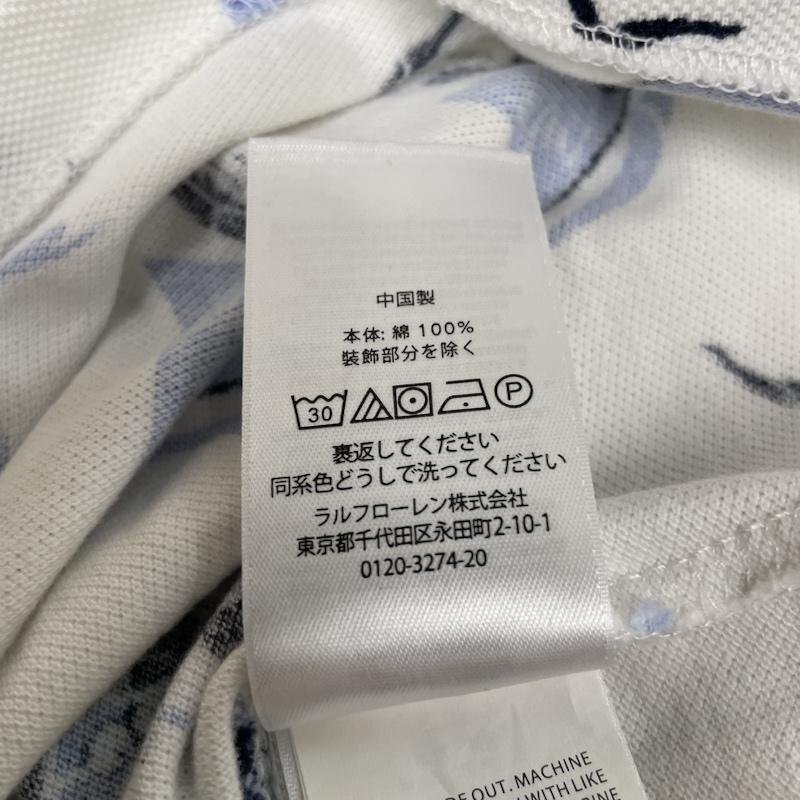 中国製
本体: 綿 100%
装飾部分を除く
30 P
裏返してください
同系色どうしで洗ってください
ラルフローレン株式会社
東京都千代田区永田町2-10-1
0120-3274-20
OUT. MACHINE
WITH LIKE